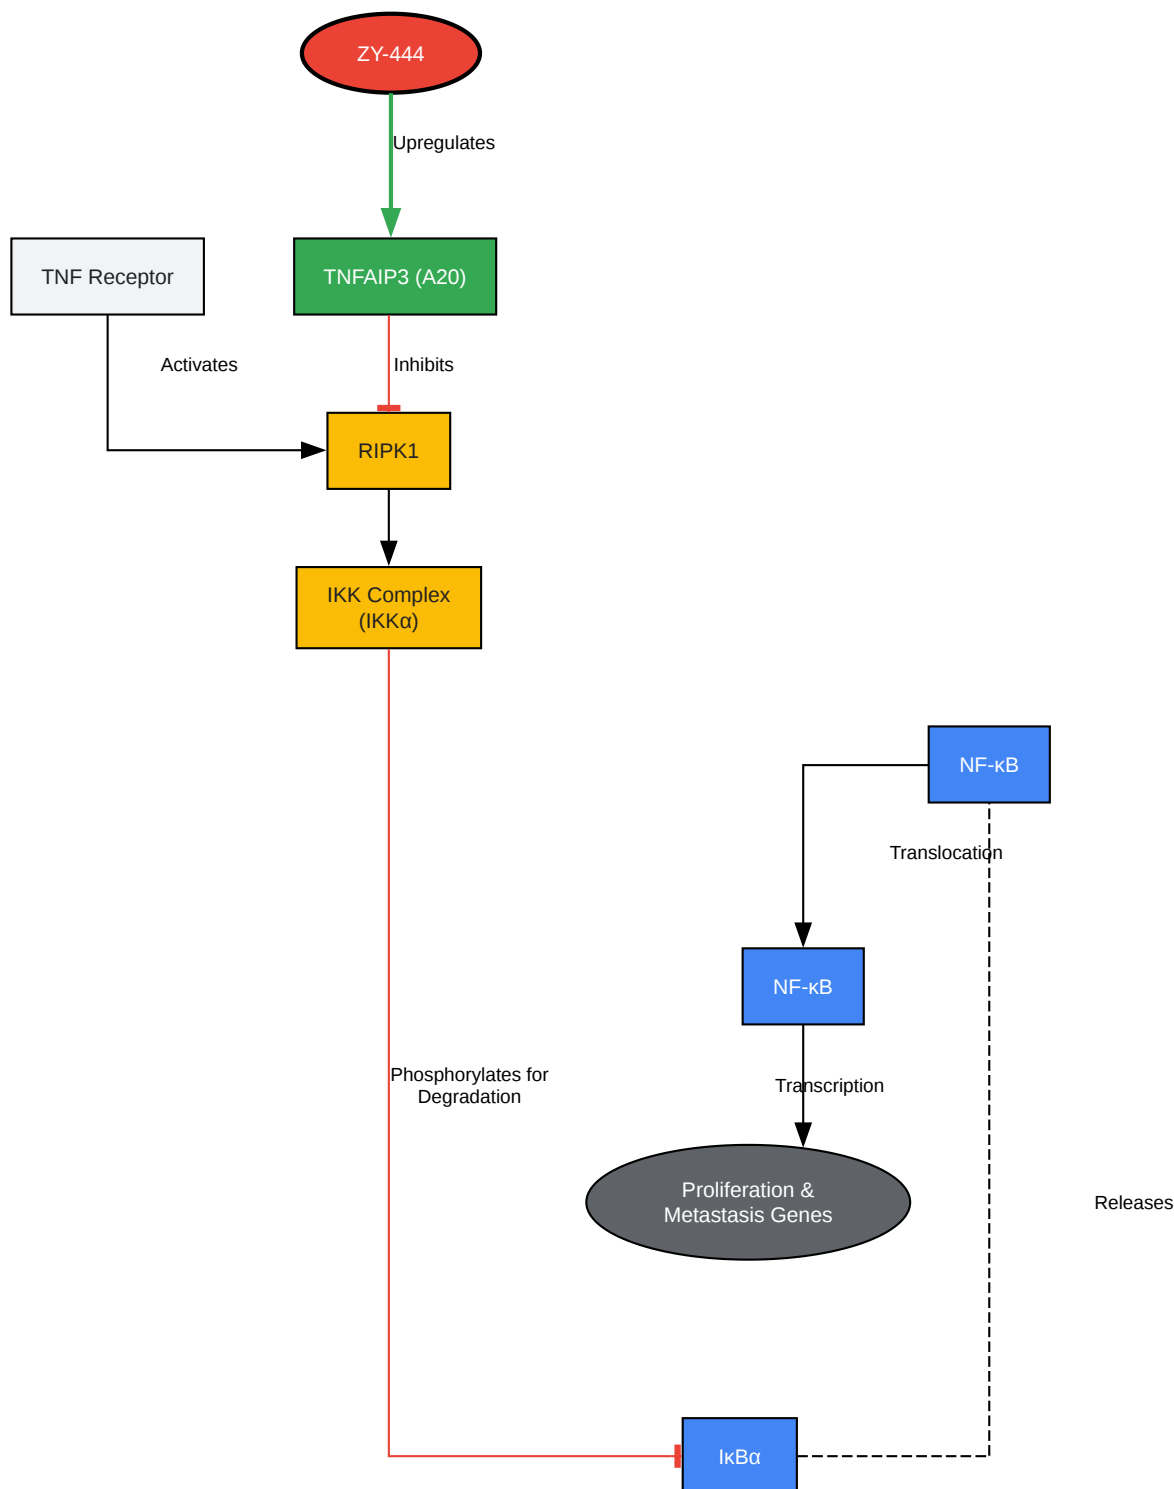 ZY-444
Upregulates
TNF Receptor
TNFAIP3 (A20)
Activates
Inhibits
RIPK1
IKK Complex
(IKKα)
NF-κB
Translocation
NF-κB
Phosphorylates for
Degradation
Transcription
Proliferation &
Metastasis Genes
Releases
IκBα